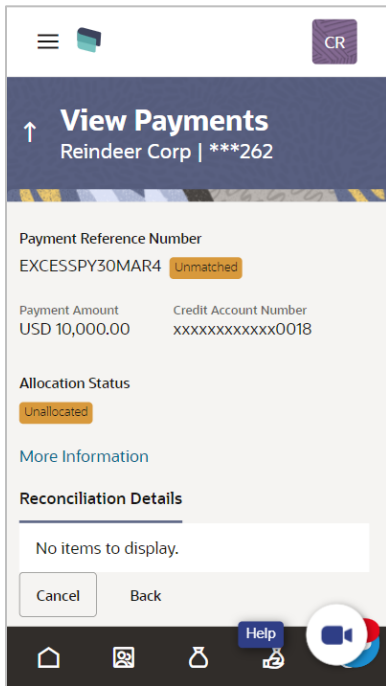 CR
View Payments
Reindeer Corp | ***262
Payment Reference Number
EXCESSPY30MAR4 Unmatched
Payment Amount Credit Account Number
USD 10,000.00 xxxxxxxxxxxx0018
Allocation Status
Unallocated
More Information
Reconciliation Details
No items to display.
Cancel Back
Help